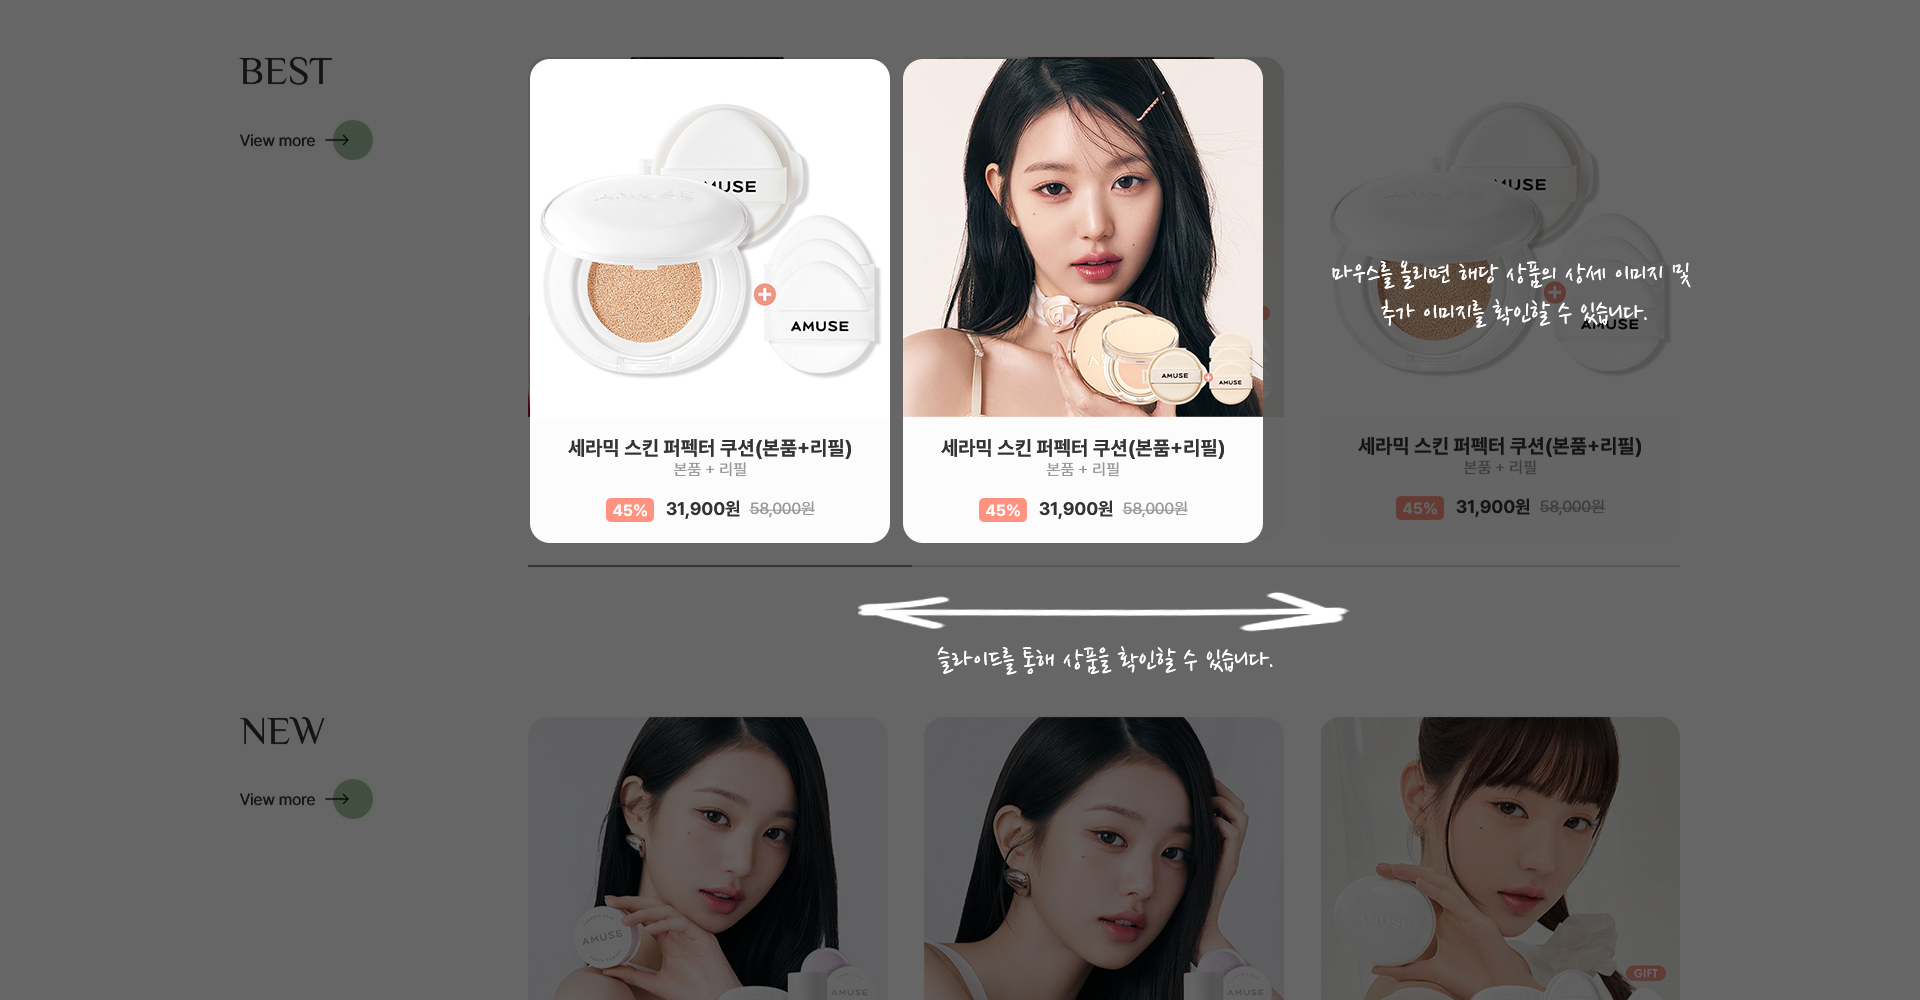 BEST
View more
AMUSE
AMUSE
세라믹 스킨 퍼펙터 쿠션(본품+리필)
본품 + 리필
45% 31,900원 58,000원
AMUSE
AMUSE
세라믹 스킨 퍼펙터 쿠션(본품+리필)
본품 + 리필
45% 31,900원 58,000원
AMUSE
마우스를 올리면 해당 상품의 상세 이미지 및
추가 이미지를 확인할 수 있습니다.
AMUSE
세라믹 스킨 퍼펙터 쿠션(본품+리필)
본품 + 리필
45% 31,900원 58,000원
슬라이드를 통해 상품을 확인할 수 있습니다.
NEW
View more
AMUSE
AMUSE
AMUSE
AMUSE
GIFT